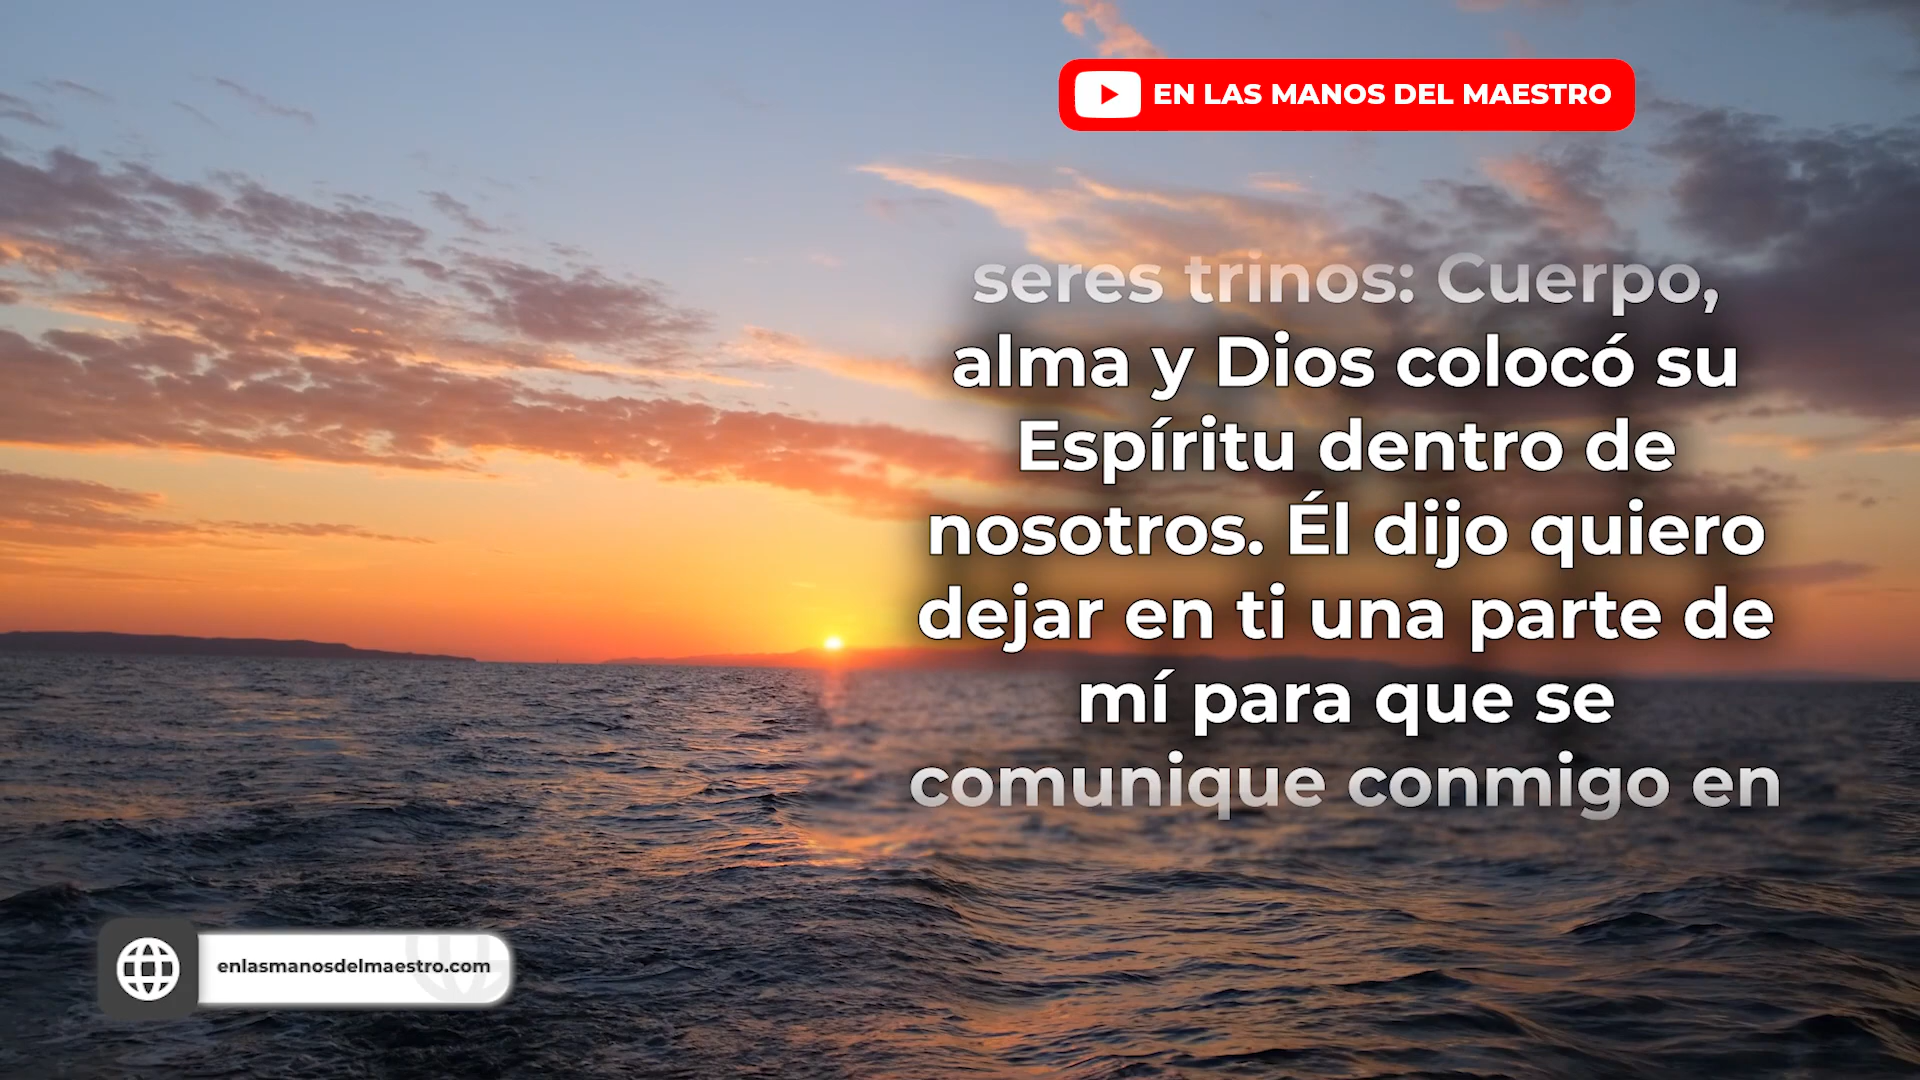 EN LAS MANOS DEL MAESTRO
seres trinos: Cuerpo,
alma y Dios colocó su
Espíritu dentro de
nosotros. Él dijo quiero
dejar en ti una parte de
mí para que se
comunique conmigo en
enlasmanosdelmaestro.com